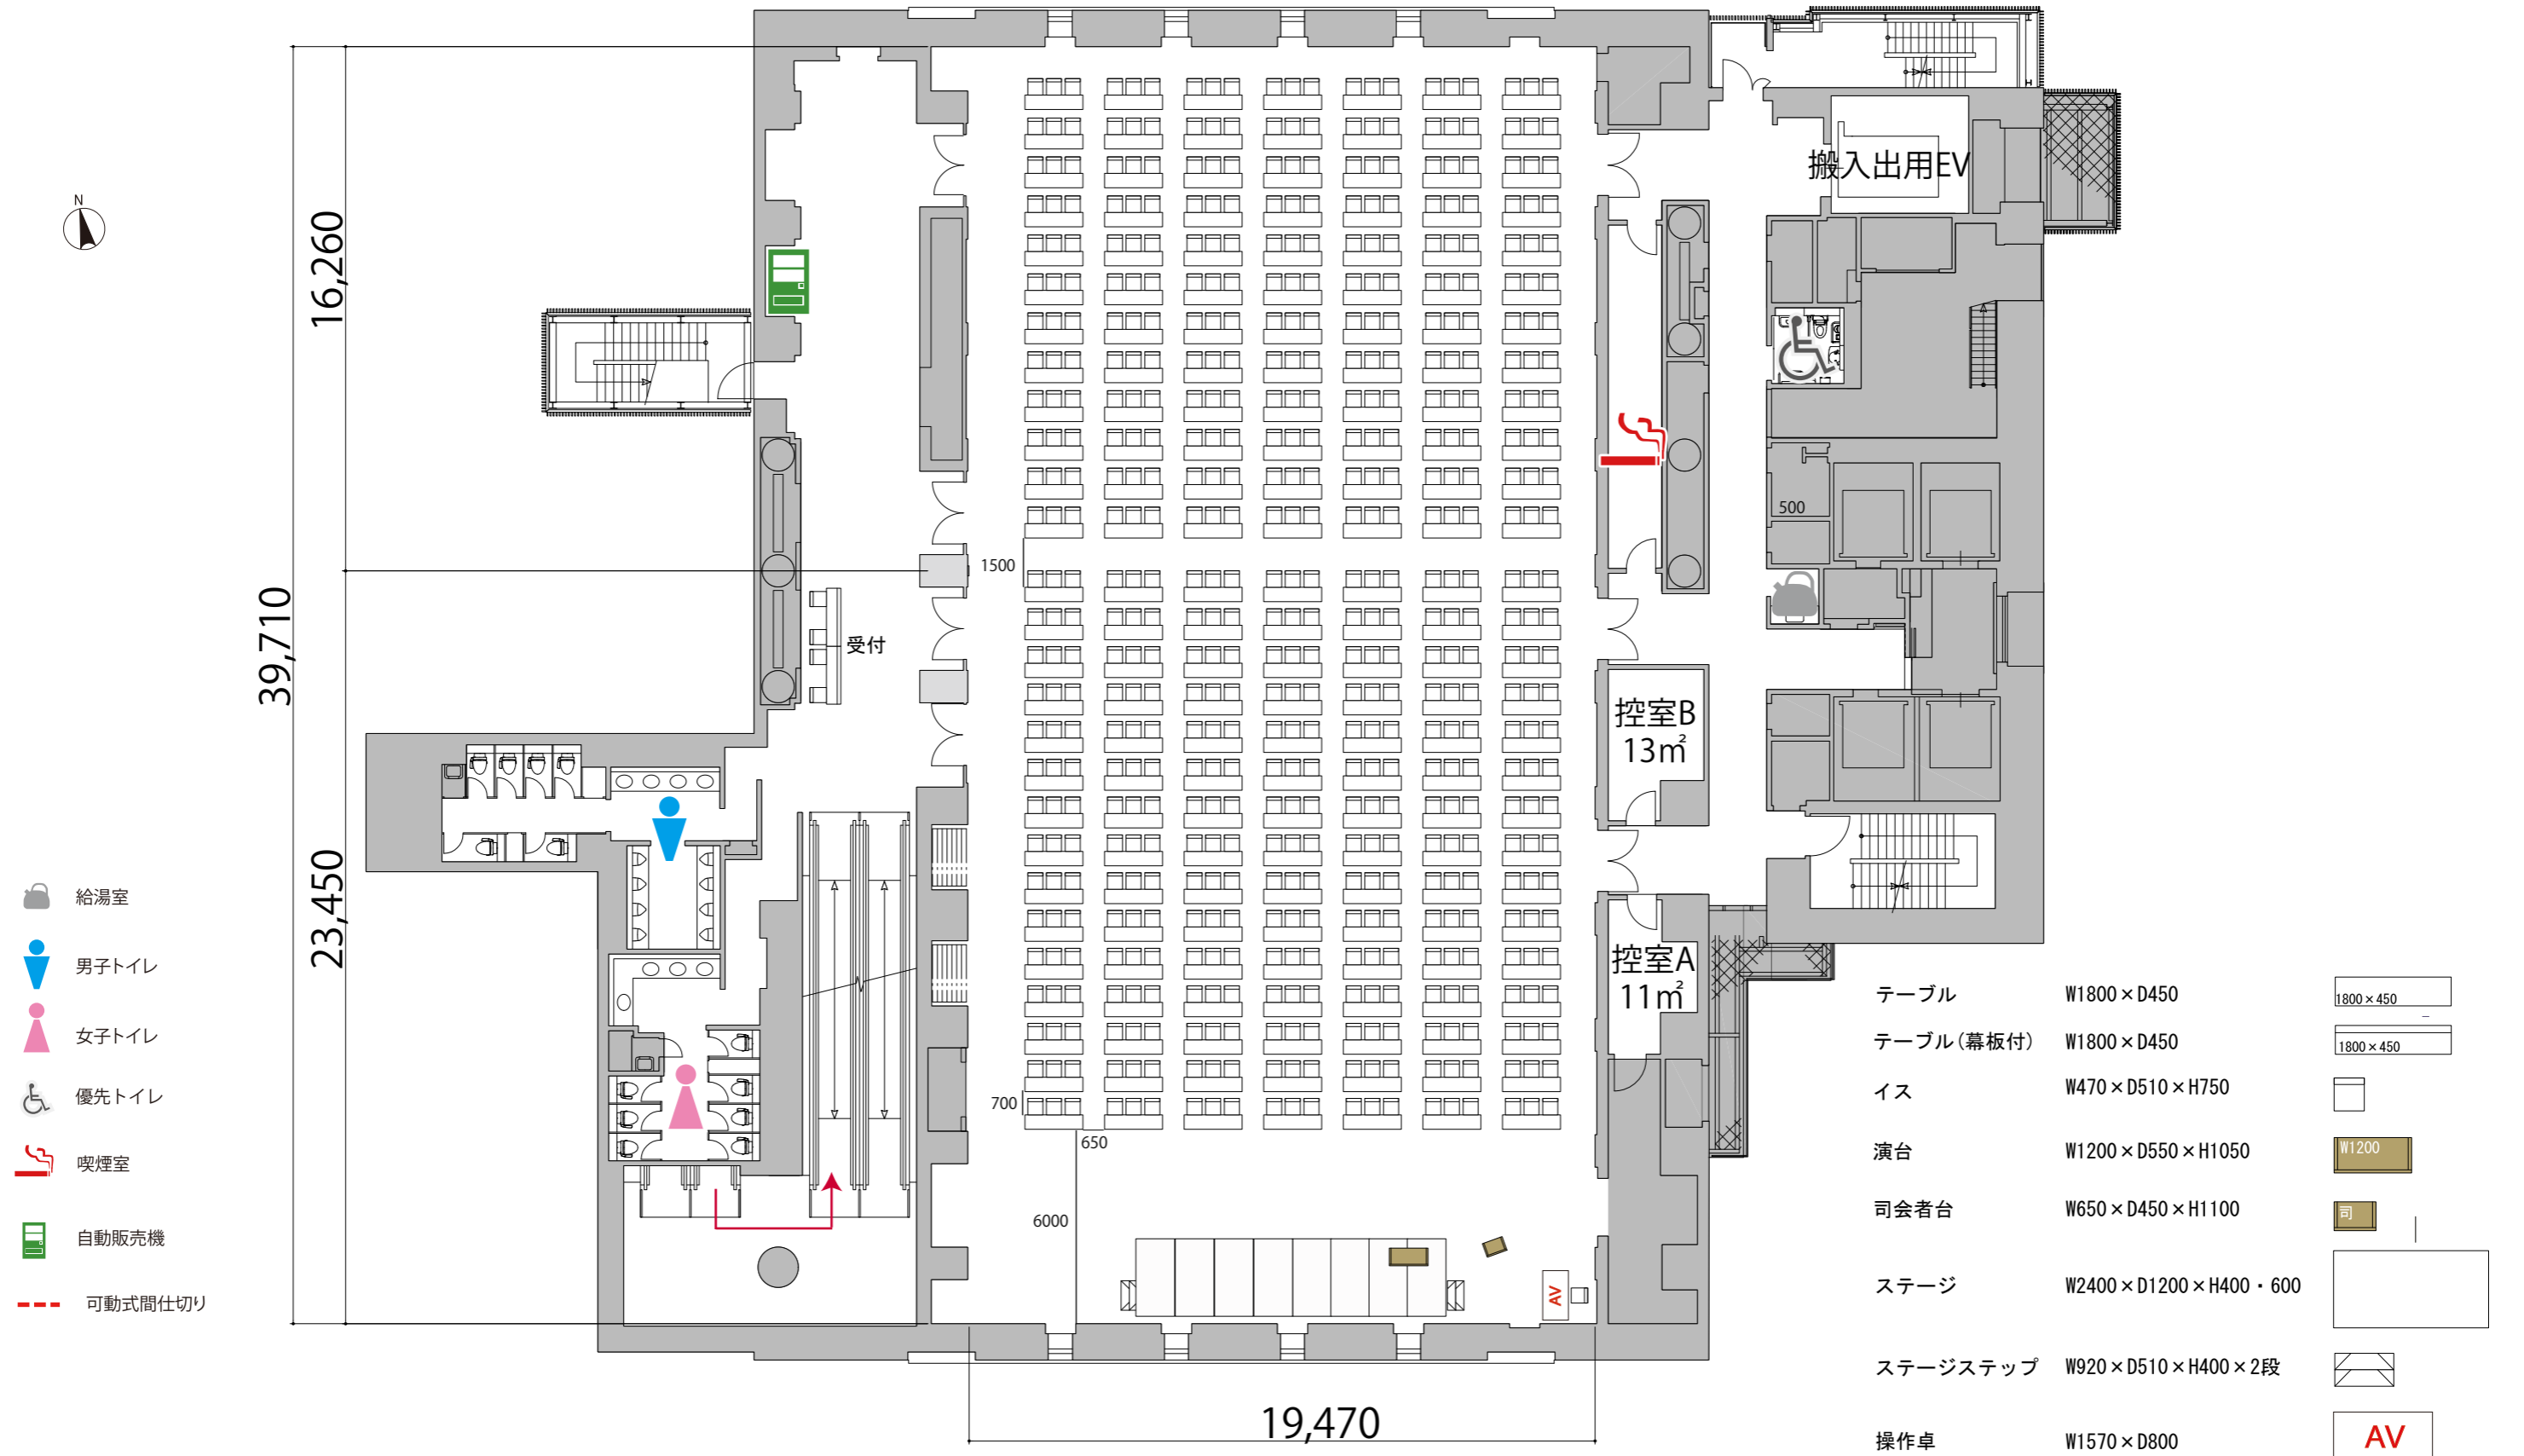 N
搬入出用EV
16,260
500
1500
受付
39,710
控室B
13㎡
23,450
控室A
11㎡
700
650
6000
AV
19,470
給湯室
男子トイレ
女子トイレ
優先トイレ
喫煙室
自動販売機
可動式間仕切り
テーブル W1800×D450 1800×450
テーブル(幕板付) W1800×D450 1800×450
イス W470×D510×H750
演台 W1200×D550×H1050 W1200
司会者台 W650×D450×H1100 司
ステージ W2400×D1200×H400・600
ステージステップ W920×D510×H400×2段
操作卓 W1570×D800 AV